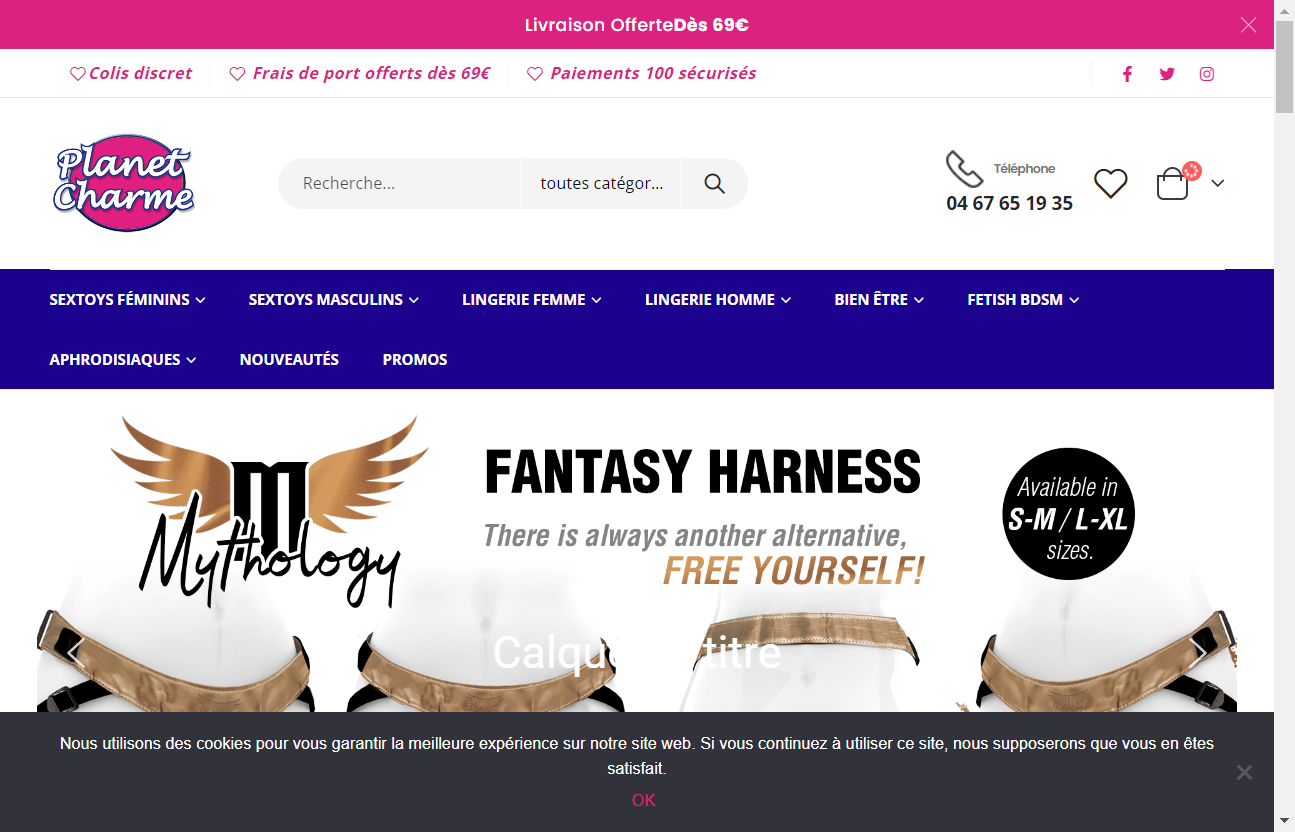 Livraison OfferteDès 69€
Colis discret
Frais de port offerts dès 69€
Paiements 100 sécurisés
Planet
Charme
Recherche...
toutes catégor...
Téléphone
04 67 65 19 35
SEXTOYS FÉMININS
SEXTOYS MASCULINS
LINGERIE FEMME
LINGERIE HOMME
BIEN ÊTRE
FETISH BDSM
APHRODISIAQUES
NOUVEAUTÉS
PROMOS
M
Mythology
FANTASY HARNESS
There is always another alternative,
FREE YOURSELF!
Available in
S-M / L-XL
sizes.
titre
Nous utilisons des cookies pour vous garantir la meilleure expérience sur notre site web. Si vous continuez à utiliser ce site, nous supposerons que vous en êtes
satisfait.
OK